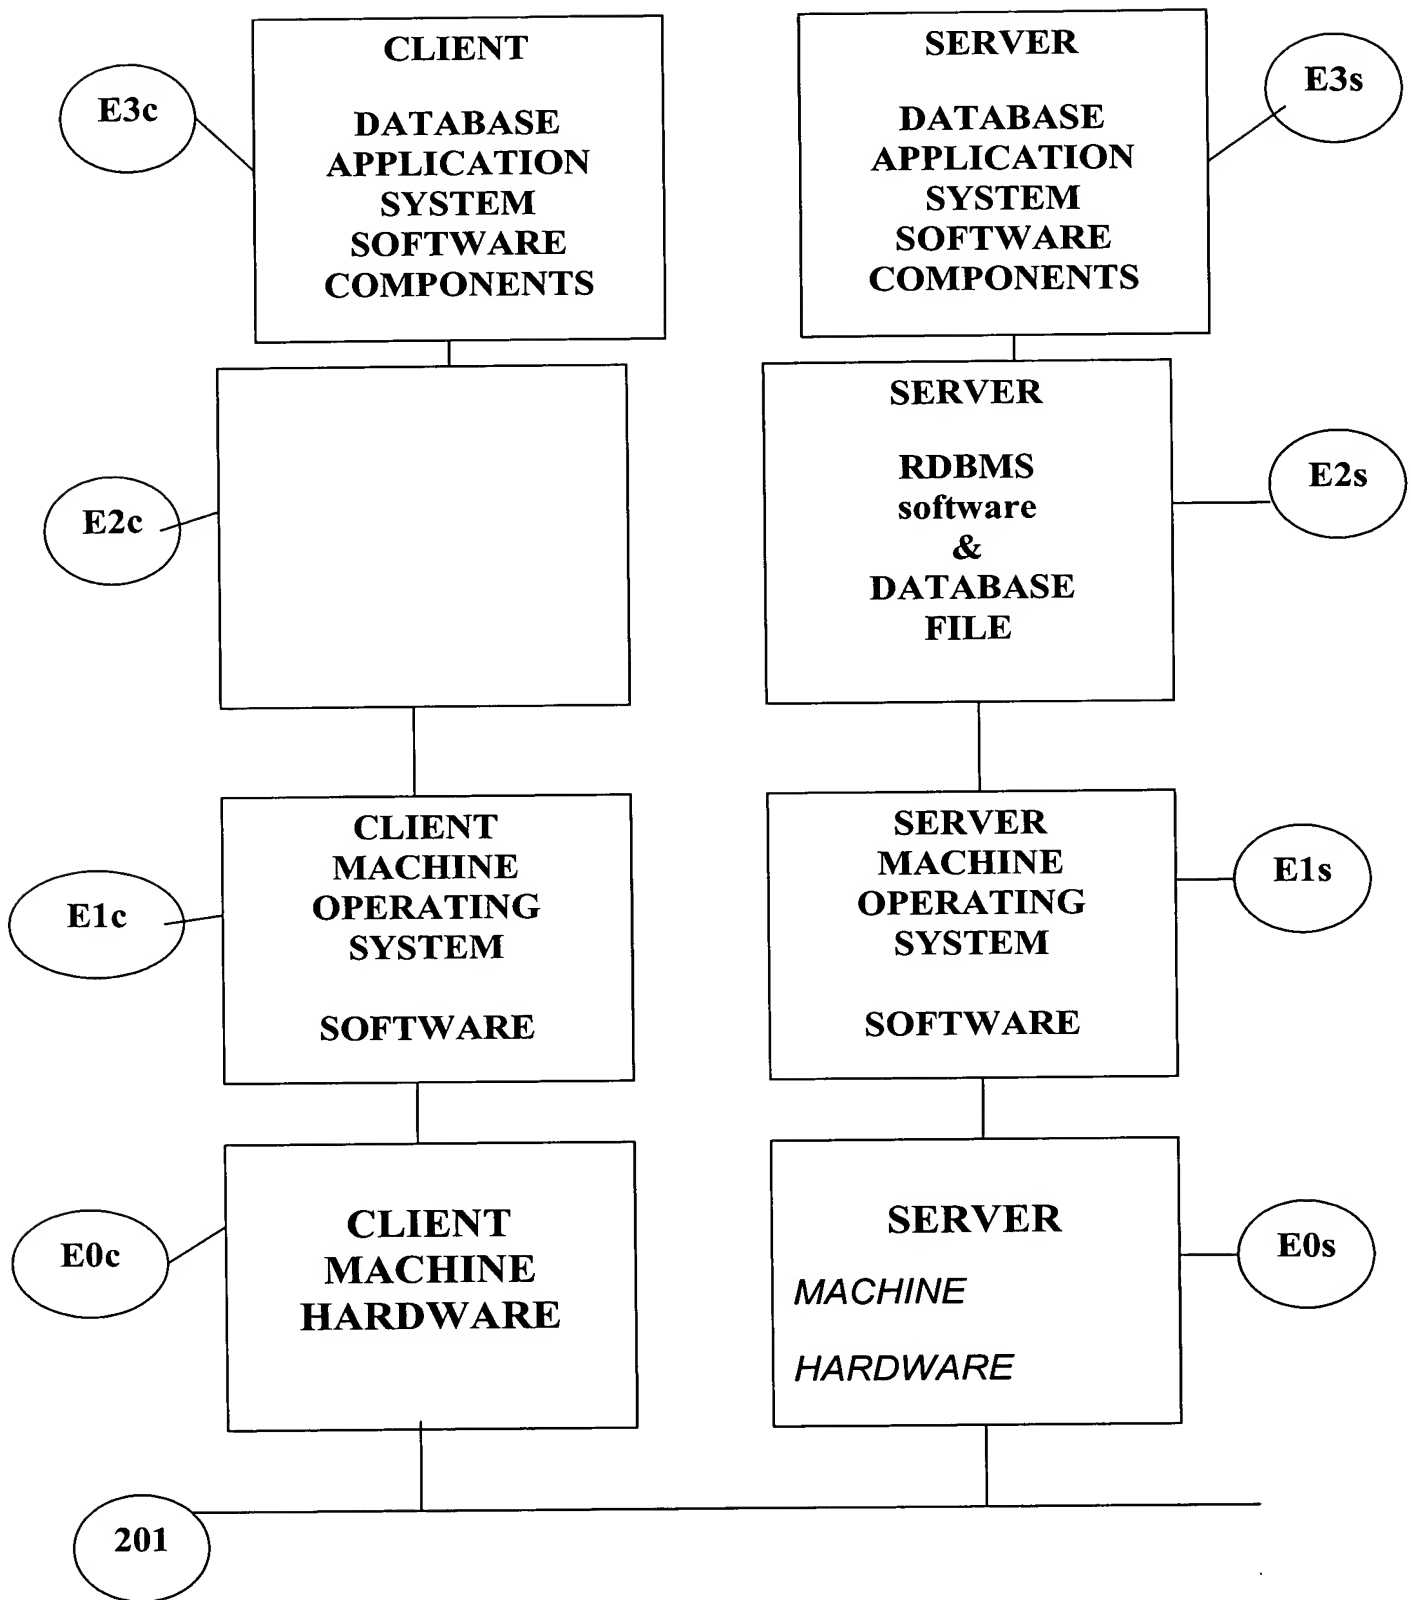 E3c
CLIENT
DATABASE
APPLICATION
SYSTEM
SOFTWARE
COMPONENTS
SERVER
DATABASE
APPLICATION
SYSTEM
SOFTWARE
COMPONENTS
E3s
E2c
SERVER
RDBMS
software
&
DATABASE
FILE
E2s
E1c
CLIENT
MACHINE
OPERATING
SYSTEM
SOFTWARE
SERVER
MACHINE
OPERATING
SYSTEM
SOFTWARE
E1s
E0c
CLIENT
MACHINE
HARDWARE
SERVER
MACHINE
HARDWARE
E0s
201